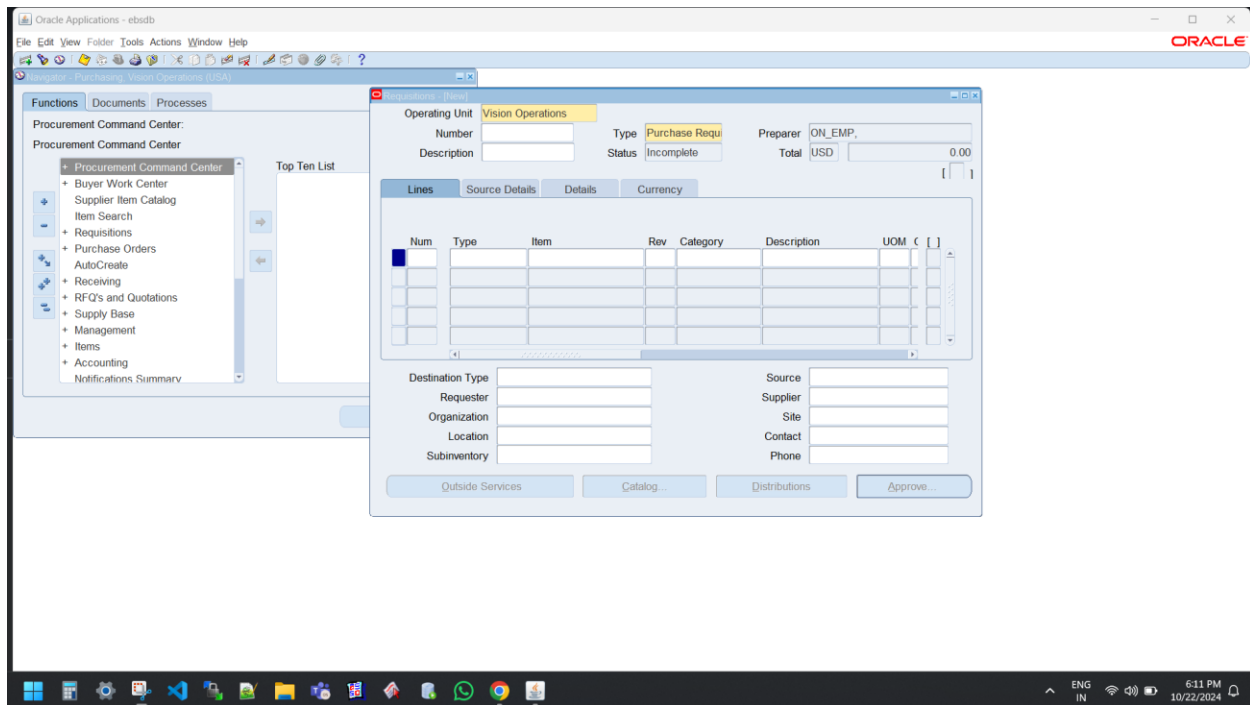 Oracle Applications - ebsdb
File Edit View Folder Tools Actions Window Help
ORACLE
Navigator - Purchasing, Vision Operations (USA)
Functions Documents Processes
Procurement Command Center:
Procurement Command Center
+ Procurement Command Center
+ Buyer Work Center
Supplier Item Catalog
Item Search
+ Requisitions
+ Purchase Orders
AutoCreate
+ Receiving
+ RFQ's and Quotations
+ Supply Base
+ Management
+ Items
+ Accounting
Notifications Summary
Top Ten List
Requisitions - [New]
Operating Unit Vision Operations
Number Type Purchase Requi Preparer ON_EMP,
Description Status Incomplete Total USD 0.00
[ ]
Lines Source Details Details Currency
Num Type Item Rev Category Description UOM C [ ]
Destination Type Source
Requester Supplier
Organization Site
Location Contact
Subinventory Phone
Outside Services Catalog... Distributions Approve...
ENG
IN
6:11 PM
10/22/2024